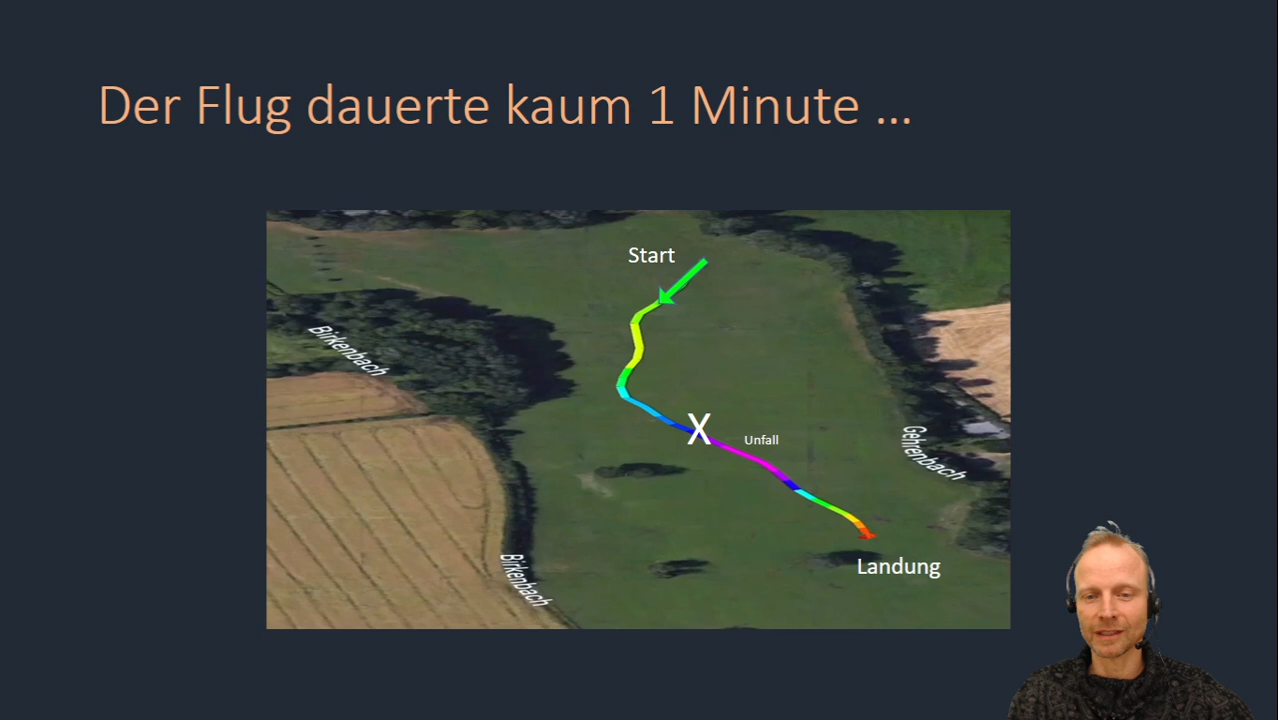 Der Flug dauerte kaum 1 Minute ...
Start
Birkenbach
X
Unfall
Gehrenbach
Birkenbach
Landung